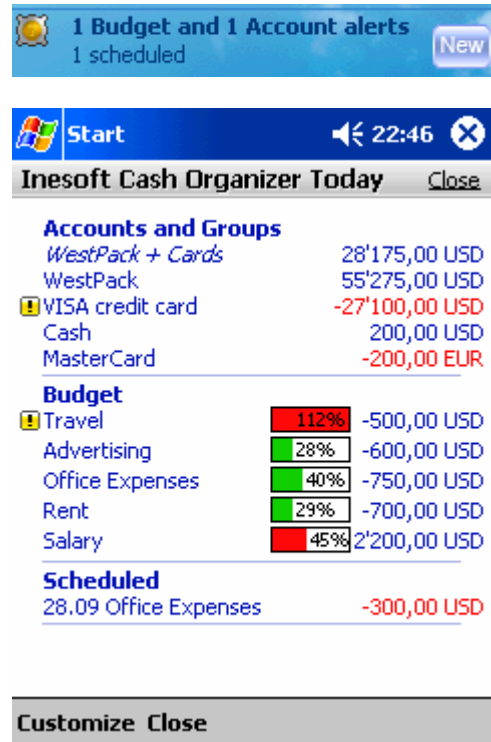 1 Budget and 1 Account alerts
1 scheduled
New
Start 22:46
Inesoft Cash Organizer Today Close
Accounts and Groups
WestPack + Cards 28'175,00 USD
WestPack 55'275,00 USD
VISA credit card -27'100,00 USD
Cash 200,00 USD
MasterCard -200,00 EUR
Budget
Travel 112% -500,00 USD
Advertising 28% -600,00 USD
Office Expenses 40% -750,00 USD
Rent 29% -700,00 USD
Salary 45% 2'200,00 USD
Scheduled
28.09 Office Expenses -300,00 USD
Customize Close